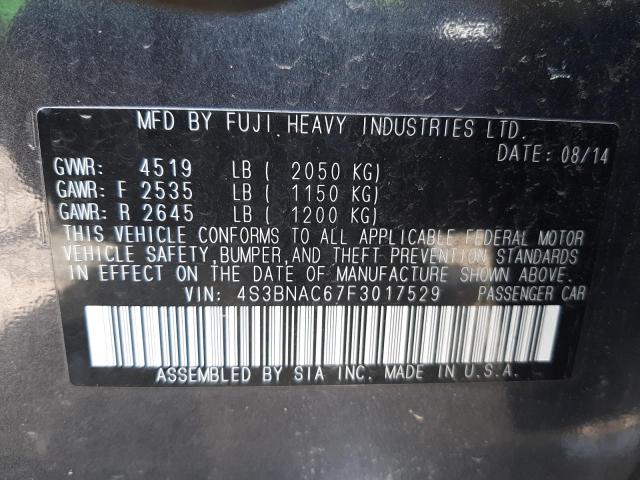 MFD BY FUJI HEAVY INDUSTRIES LTD.
DATE: 08/14
GVWR: 4519 LB ( 2050 KG)
GAWR: F 2535 LB ( 1150 KG)
GAWR: R 2645 LB ( 1200 KG)
THIS VEHICLE CONFORMS TO ALL APPLICABLE FEDERAL MOTOR
VEHICLE SAFETY, BUMPER, AND THEFT PREVENTION STANDARDS
IN EFFECT ON THE DATE OF MANUFACTURE SHOWN ABOVE.
VIN: 4S3BNAC67F3017529 PASSENGER CAR
ASSEMBLED BY SIA INC. MADE IN U.S.A.